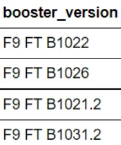 booster_version
F9 FT B1022
F9 FT B1026
F9 FT B1021.2
F9 FT B1031.2